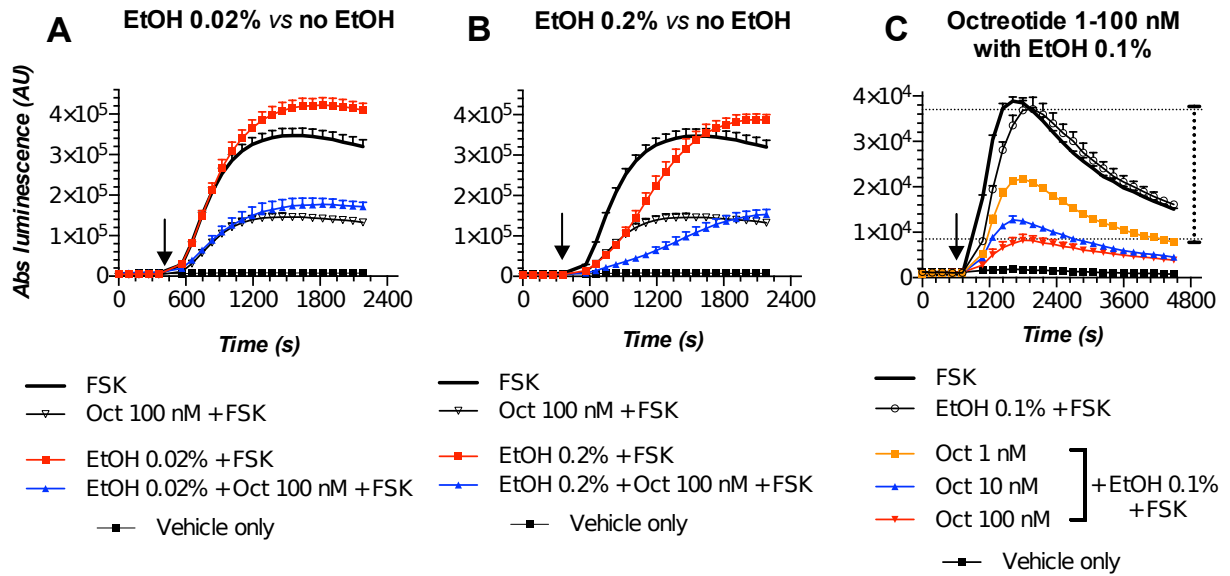 A
EtOH 0.02% vs no EtOH
Abs luminescence (AU)
4×10⁵
3×10⁵
2×10⁵
1×10⁵
0
0 600 1200 1800 2400
Time (s)
FSK
Oct 100 nM +FSK
EtOH 0.02% +FSK
EtOH 0.02% +Oct 100 nM +FSK
Vehicle only
B
EtOH 0.2% vs no EtOH
4×10⁵
3×10⁵
2×10⁵
1×10⁵
0
0 600 1200 1800 2400
Time (s)
FSK
Oct 100 nM +FSK
EtOH 0.2% +FSK
EtOH 0.2% +Oct 100 nM +FSK
Vehicle only
C
Octreotide 1-100 nM
with EtOH 0.1%
4×10⁴
3×10⁴
2×10⁴
1×10⁴
0
0 1200 2400 3600 4800
Time (s)
FSK
EtOH 0.1% +FSK
Oct 1 nM
Oct 10 nM
Oct 100 nM
+EtOH 0.1%
+FSK
Vehicle only